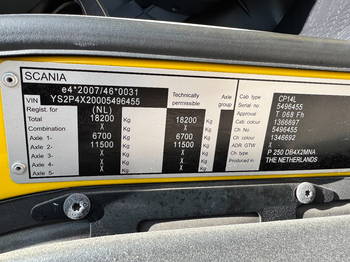 SCANIA
e4*2007/46*0031
VIN YS2P4X20005496455
Regist. for (NL) Technically permissible Axle group
Total 18200 Kg 18200 Kg
Combination X Kg X Kg
Axle 1- 6700 Kg 6700 Kg
Axle 2- 11500 Kg 11500 Kg
Axle 3- X Kg X Kg
Axle 4- X Kg X Kg
Axle 5-
Cab type CP14L
Serial no 5496455
Approval no T 068 Fh
Cab. colour 1366697
Ch. No 5496455
Ch. colour 1346692
ADR GTW X
Ch. type P 250 DB4X2MNA
Produced in THE NETHERLANDS